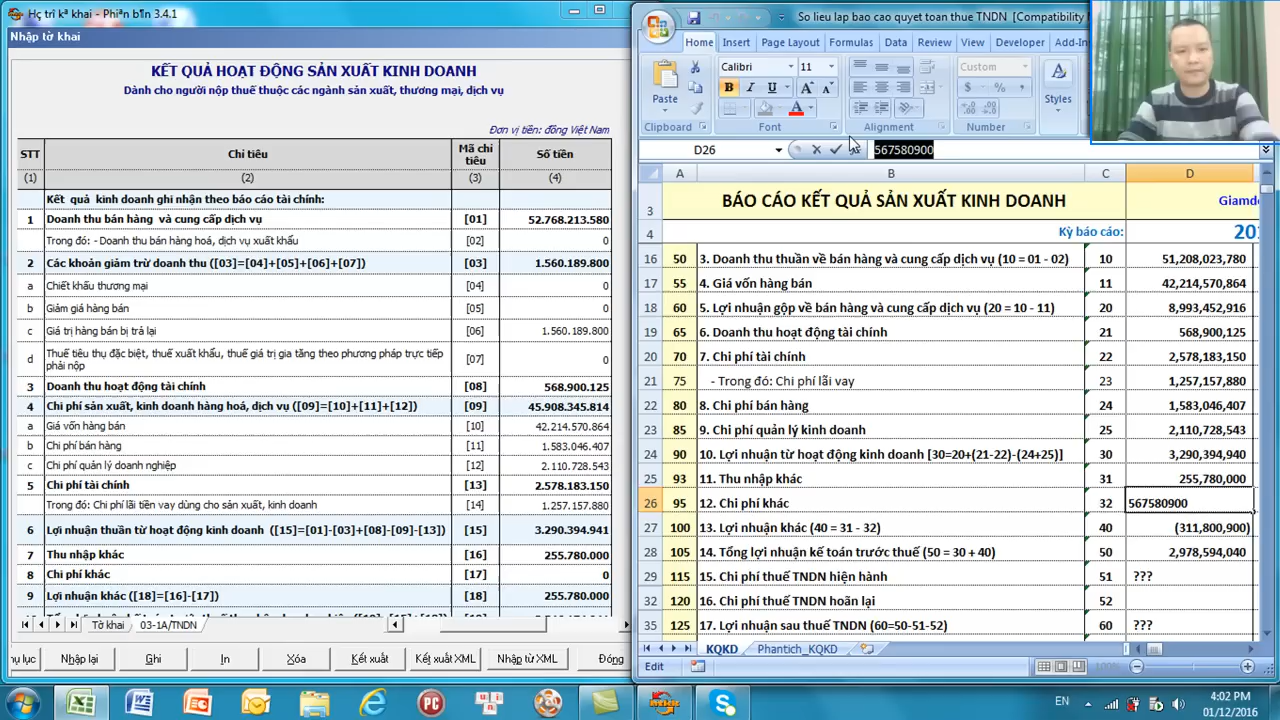 Hç trî kª khai - Phiªn b¶n 3.4.1
Nhập tờ khai
KẾT QUẢ HOẠT ĐỘNG SẢN XUẤT KINH DOANH
Dành cho người nộp thuế thuộc các ngành sản xuất, thương mại, dịch vụ
Đơn vị tiền: đồng Việt Nam
STT Chỉ tiêu Mã chỉ tiêu Số tiền
(1) (2) (3) (4)
Kết quả kinh doanh ghi nhận theo báo cáo tài chính:
1 Doanh thu bán hàng và cung cấp dịch vụ [01] 52.768.213.580
Trong đó: - Doanh thu bán hàng hoá, dịch vụ xuất khẩu [02] 0
2 Các khoản giảm trừ doanh thu ([03]=[04]+[05]+[06]+[07]) [03] 1.560.189.800
a Chiết khấu thương mại [04] 0
b Giảm giá hàng bán [05] 0
c Giá trị hàng bán bị trả lại [06] 1.560.189.800
d Thuế tiêu thụ đặc biệt, thuế xuất khẩu, thuế giá trị gia tăng theo phương pháp trực tiếp phải nộp [07] 0
3 Doanh thu hoạt động tài chính [08] 568.900.125
4 Chi phí sản xuất, kinh doanh hàng hoá, dịch vụ ([09]=[10]+[11]+[12]) [09] 45.908.345.814
a Giá vốn hàng bán [10] 42.214.570.864
b Chi phí bán hàng [11] 1.583.046.407
c Chi phí quản lý doanh nghiệp [12] 2.110.728.543
5 Chi phí tài chính [13] 2.578.183.150
Trong đó: Chi phí lãi tiền vay dùng cho sản xuất, kinh doanh [14] 1.257.157.880
6 Lợi nhuận thuần từ hoạt động kinh doanh ([15]=[01]-[03]+[08]-[09]-[13]) [15] 3.290.394.941
7 Thu nhập khác [16] 255.780.000
8 Chi phí khác [17] 0
9 Lợi nhuận khác ([18]=[16]-[17]) [18] 255.780.000
Tờ khai 03-1A/TNDN
Nhập lại Ghi In Xóa Kết xuất Kết xuất XML Nhập từ XML Đóng
So lieu lap bao cao quyet toan thue TNDN [Compatibility
Home Insert Page Layout Formulas Data Review View Developer Add-In
Paste
Calibri 11
B I U
Custom
$ % ,
Styles
Clipboard Font Alignment Number
D26 567580900
A B C D
3 BÁO CÁO KẾT QUẢ SẢN XUẤT KINH DOANH Giamd
4 Kỳ báo cáo: 20
16 50 3. Doanh thu thuần về bán hàng và cung cấp dịch vụ (10 = 01 - 02) 10 51,208,023,780
17 55 4. Giá vốn hàng bán 11 42,214,570,864
18 60 5. Lợi nhuận gộp về bán hàng và cung cấp dịch vụ (20 = 10 - 11) 20 8,993,452,916
19 65 6. Doanh thu hoạt động tài chính 21 568,900,125
20 70 7. Chi phí tài chính 22 2,578,183,150
21 75 - Trong đó: Chi phí lãi vay 23 1,257,157,880
22 80 8. Chi phí bán hàng 24 1,583,046,407
23 85 9. Chi phí quản lý kinh doanh 25 2,110,728,543
24 90 10. Lợi nhuận từ hoạt động kinh doanh [30=20+(21-22)-(24+25)] 30 3,290,394,940
25 93 11. Thu nhập khác 31 255,780,000
26 95 12. Chi phí khác 32 567580900
27 100 13. Lợi nhuận khác (40 = 31 - 32) 40 (311,800,900)
28 105 14. Tổng lợi nhuận kế toán trước thuế (50 = 30 + 40) 50 2,978,594,040
29 115 15. Chi phí thuế TNDN hiện hành 51 ???
32 120 16. Chi phí thuế TNDN hoãn lại 52
35 125 17. Lợi nhuận sau thuế TNDN (60=50-51-52) 60 ???
KQKD Phantich_KQKD
Edit 100%
EN 4:02 PM
01/12/2016